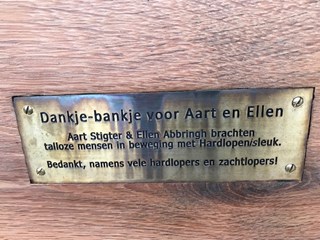 Dankje-bankje voor Aart en Ellen
Aart Stigter & Ellen Abbringh brachten
talloze mensen in beweging met Hardlopen/sleuk.
Bedankt, namens vele hardlopers en zachtlopers!